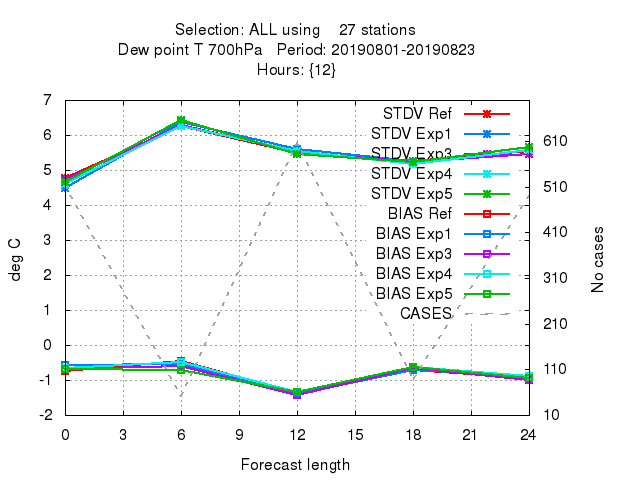 Selection: ALL using    27 stations
Dew point T 700hPa   Period: 20190801-20190823
Hours: {12}
7
6
5
4
3
2
1
0
-1
-2
deg C
STDV Ref
STDV Exp1
STDV Exp3
STDV Exp4
STDV Exp5
BIAS Ref
BIAS Exp1
BIAS Exp3
BIAS Exp4
BIAS Exp5
CASES
610
510
410
310
210
110
10
No cases
0 3 6 9 12 15 18 21 24
Forecast length